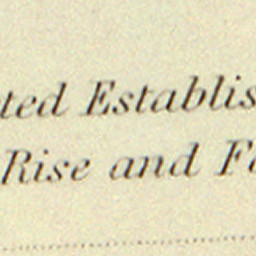 ted Establis
Rise and F